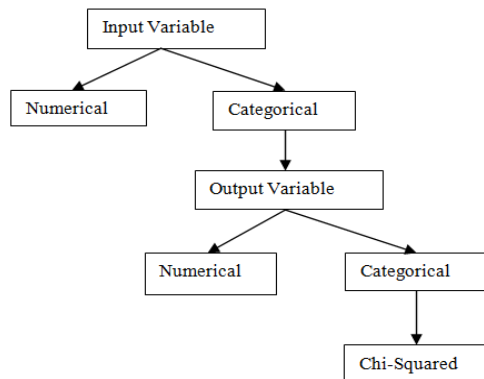 Input Variable
Numerical
Categorical
Output Variable
Numerical
Categorical
Chi-Squared